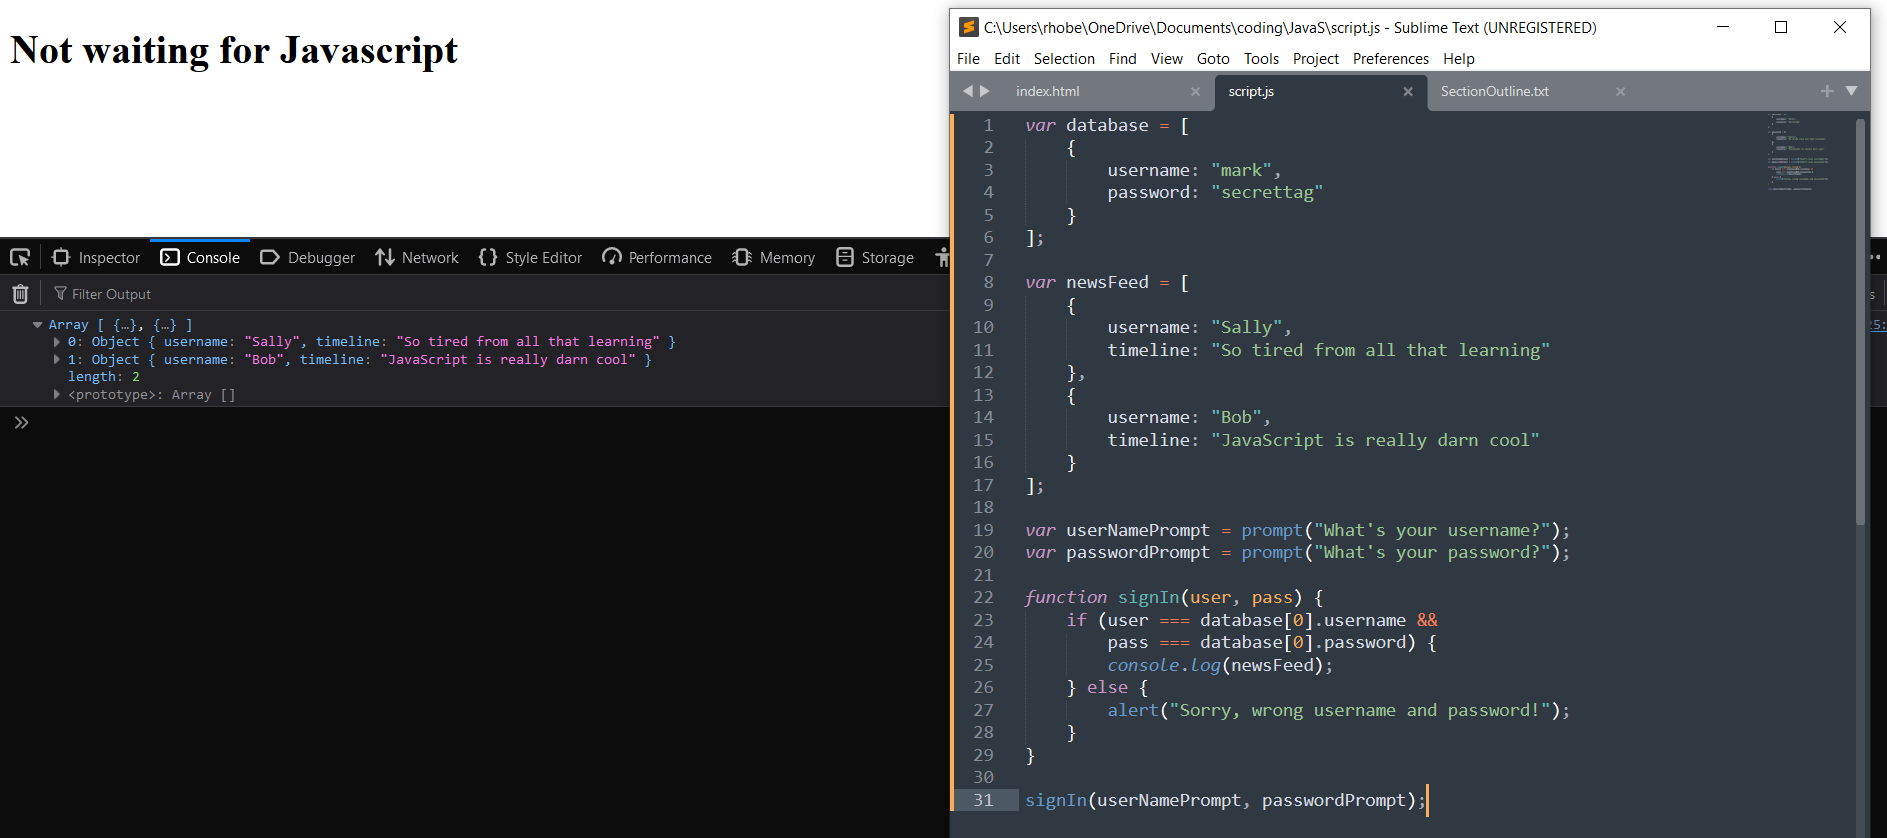 Not waiting for Javascript
Inspector Console Debugger Network Style Editor Performance Memory Storage
Filter Output
Array [ {…}, {…} ]
0: Object { username: "Sally", timeline: "So tired from all that learning" }
1: Object { username: "Bob", timeline: "JavaScript is really darn cool" }
length: 2
<prototype>: Array []
C:\Users\rhobe\OneDrive\Documents\coding\JavaS\script.js - Sublime Text (UNREGISTERED)
File Edit Selection Find View Goto Tools Project Preferences Help
index.html script.js SectionOutline.txt
1 var database = [
2 {
3 username: "mark",
4 password: "secrettag"
5 }
6 ];
7
8 var newsFeed = [
9 {
10 username: "Sally",
11 timeline: "So tired from all that learning"
12 },
13 {
14 username: "Bob",
15 timeline: "JavaScript is really darn cool"
16 }
17 ];
18
19 var userNamePrompt = prompt("What's your username?");
20 var passwordPrompt = prompt("What's your password?");
21
22 function signIn(user, pass) {
23 if (user === database[0].username &&
24 pass === database[0].password) {
25 console.log(newsFeed);
26 } else {
27 alert("Sorry, wrong username and password!");
28 }
29 }
30
31 signIn(userNamePrompt, passwordPrompt);